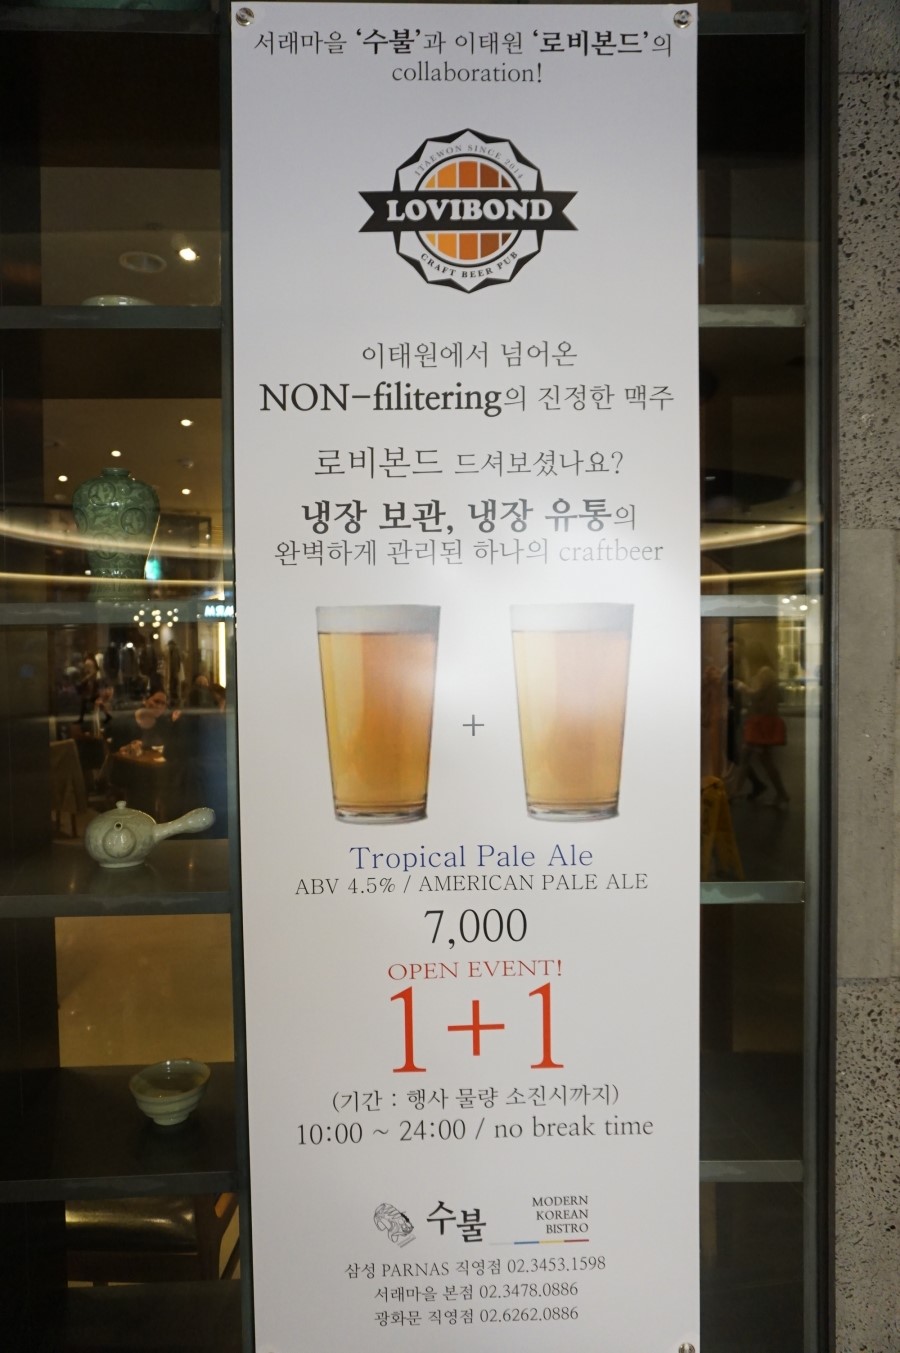 서래마을 '수불'과 이태원 '로비본드'의
collaboration!
ITAEWON SINCE 2014
LOVIBOND
CRAFT BEER PUB
이태원에서 넘어온
NON-filitering의 진정한 맥주
로비본드 드셔보셨나요?
냉장 보관, 냉장 유통의
완벽하게 관리된 하나의 craftbeer
+
Tropical Pale Ale
ABV 4.5% / AMERICAN PALE ALE
7,000
OPEN EVENT!
1+1
(기간 : 행사 물량 소진시까지)
10:00 ~ 24:00 / no break time
수불
MODERN
KOREAN
BISTRO
삼성 PARNAS 직영점 02.3453.1598
서래마을 본점 02.3478.0886
광화문 직영점 02.6262.0886